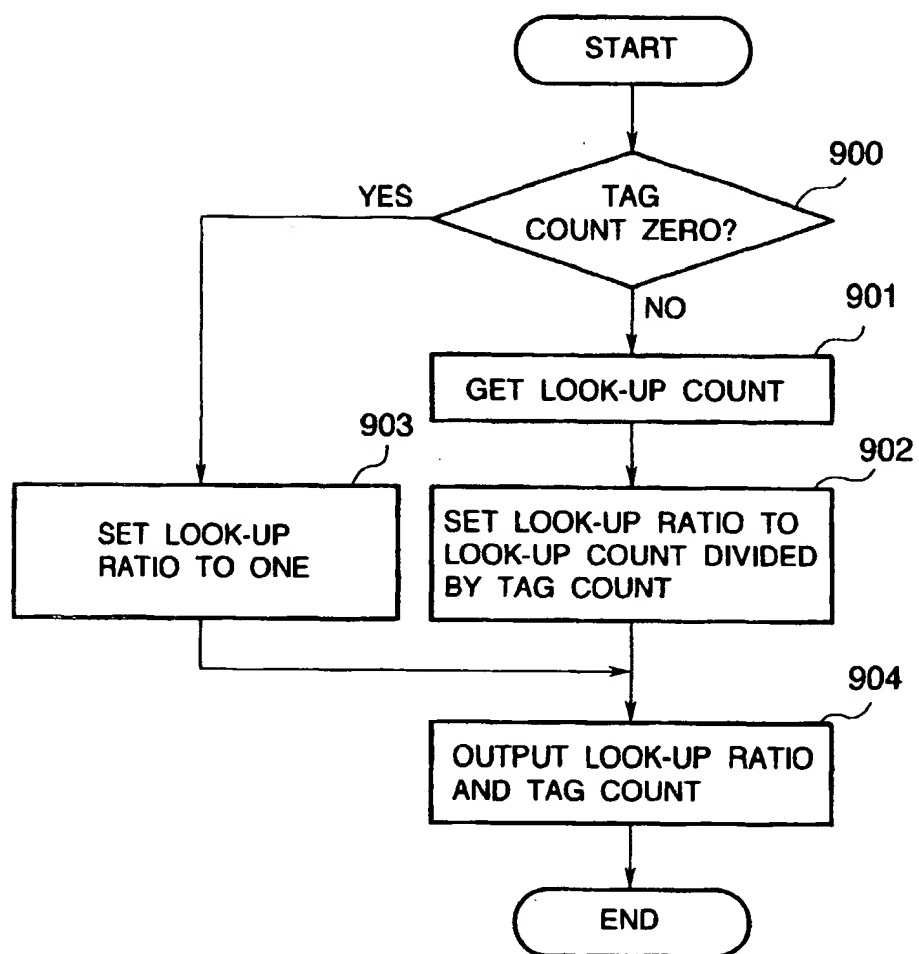 START
900
YES
TAG
COUNT ZERO?
NO
901
GET LOOK-UP COUNT
903
902
SET LOOK-UP
RATIO TO ONE
SET LOOK-UP RATIO TO
LOOK-UP COUNT DIVIDED
BY TAG COUNT
904
OUTPUT LOOK-UP RATIO
AND TAG COUNT
END